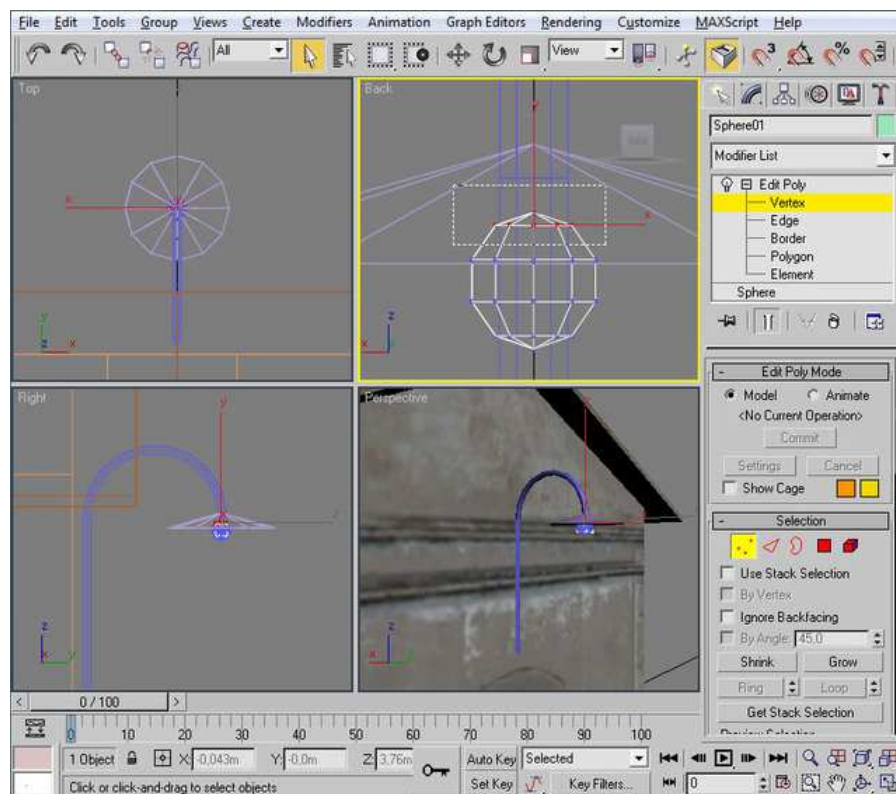 File Edit Tools Group Views Create Modifiers Animation Graph Editors Rendering Customize MAXScript Help
All
View
3
%
Top
Back
Sphere01
Modifier List
Edit Poly
Vertex
Edge
Border
Polygon
Element
Sphere
x
y
x
z
x
y
z
x
Right
Perspective
y
z
x
y
z
x
y
- Edit Poly Mode
Model Animate
<No Current Operation>
Commit
Settings Cancel
Show Cage
- Selection
Use Stack Selection
By Vertex
Ignore Backfacing
By Angle: 45,0
Shrink Grow
Ring Loop
Get Stack Selection
Preview Selection
< 0 / 100 >
0 10 20 30 40 50 60 70 80 90 100
1 Object X: -0,043m Y: -0,0m Z: 3,76m Auto Key Selected
Click or click-and-drag to select objects Set Key Key Filters... 0